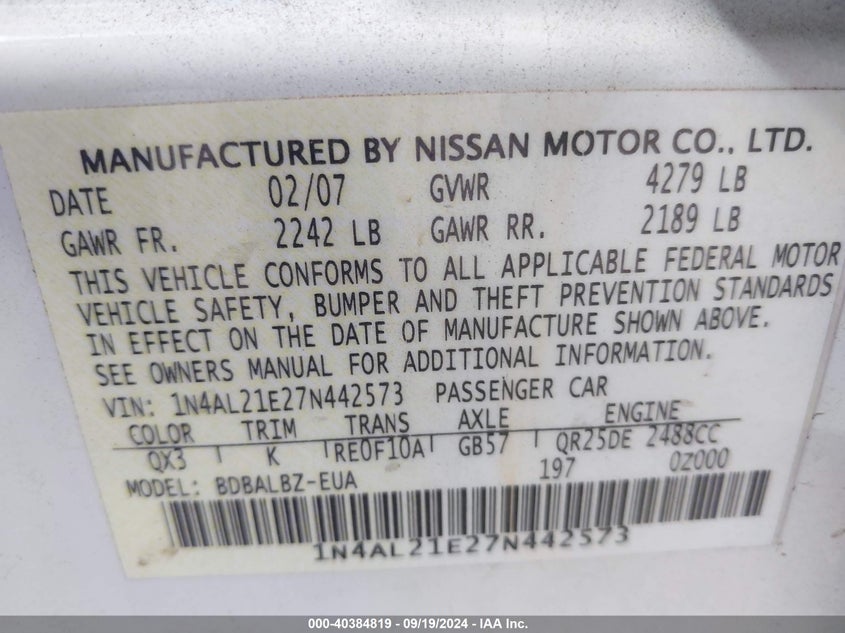 MANUFACTURED BY NISSAN MOTOR CO., LTD.
DATE 02/07 GVWR 4279 LB
GAWR FR. 2242 LB GAWR RR. 2189 LB
THIS VEHICLE CONFORMS TO ALL APPLICABLE FEDERAL MOTOR
VEHICLE SAFETY, BUMPER AND THEFT PREVENTION STANDARDS
IN EFFECT ON THE DATE OF MANUFACTURE SHOWN ABOVE.
SEE OWNERS MANUAL FOR ADDITIONAL INFORMATION.
VIN: 1N4AL21E27N442573 PASSENGER CAR
COLOR TRIM TRANS AXLE ENGINE
QX3 K RE0F10A GB57 QR25DE 2488CC
197 0Z000
MODEL: BDBALBZ-EUA
1N4AL21E27N442573
000-40384819 - 09/19/2024 - IAA Inc.